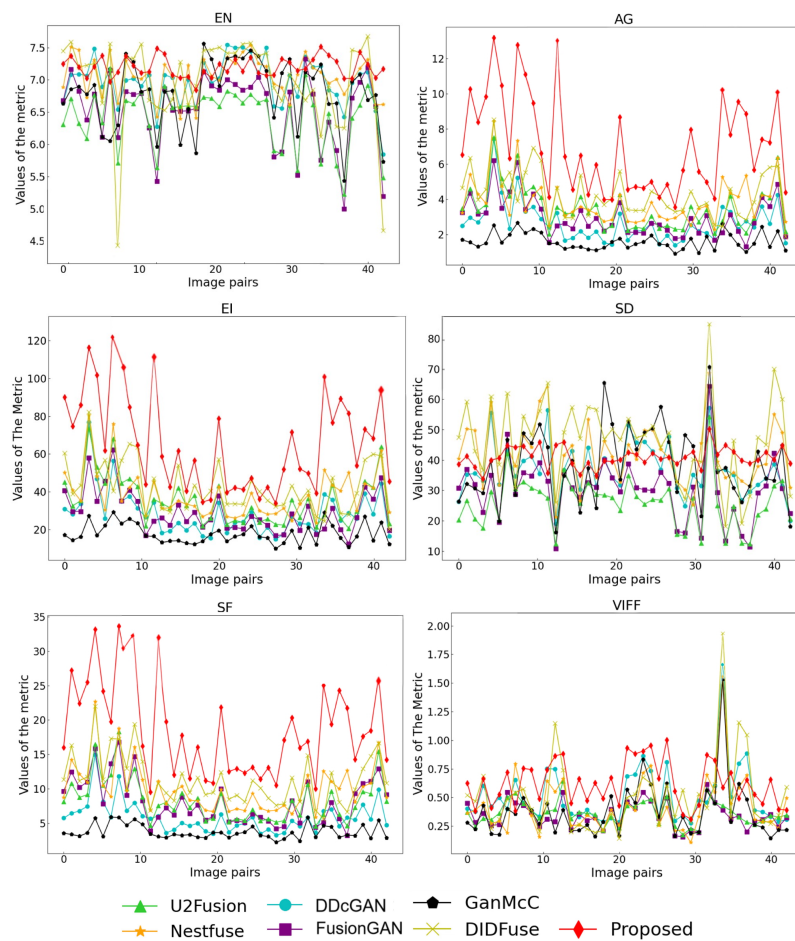 EN
Values of the metric
7.5
7.0
6.5
6.0
5.5
5.0
4.5
0
10
20
30
40
Image pairs
AG
Values of the metric
12
10
8
6
4
2
0
10
20
30
40
Image pairs
EI
Values of The Metric
120
100
80
60
40
20
0
10
20
30
40
Image pairs
SD
Values of the metric
80
70
60
50
40
30
20
10
0
10
20
30
40
Image pairs
SF
Values of The metric
35
30
25
20
15
10
5
0
10
20
30
40
Image pairs
VIFF
Values of The Metric
2.00
1.75
1.50
1.25
1.00
0.75
0.50
0.25
0
10
20
30
40
Image pairs
U2Fusion
DDcGAN
GanMcC
Nestfuse
FusionGAN
DIDFuse
Proposed